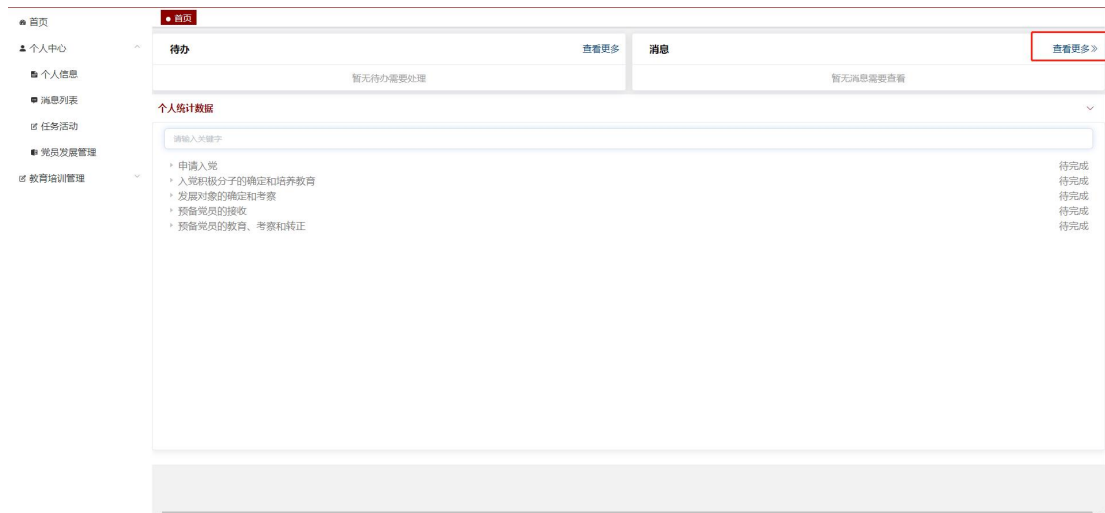 首页
个人中心
个人信息
消息列表
任务活动
党员发展管理
教育培训管理
首页
待办 查看更多
暂无待办需要处理
消息 查看更多》
暂无消息需要查看
个人统计数据
请输入关键字
申请入党 待完成
入党积极分子的确定和培养教育 待完成
发展对象的确定和考察 待完成
预备党员的接收 待完成
预备党员的教育、考察和转正 待完成